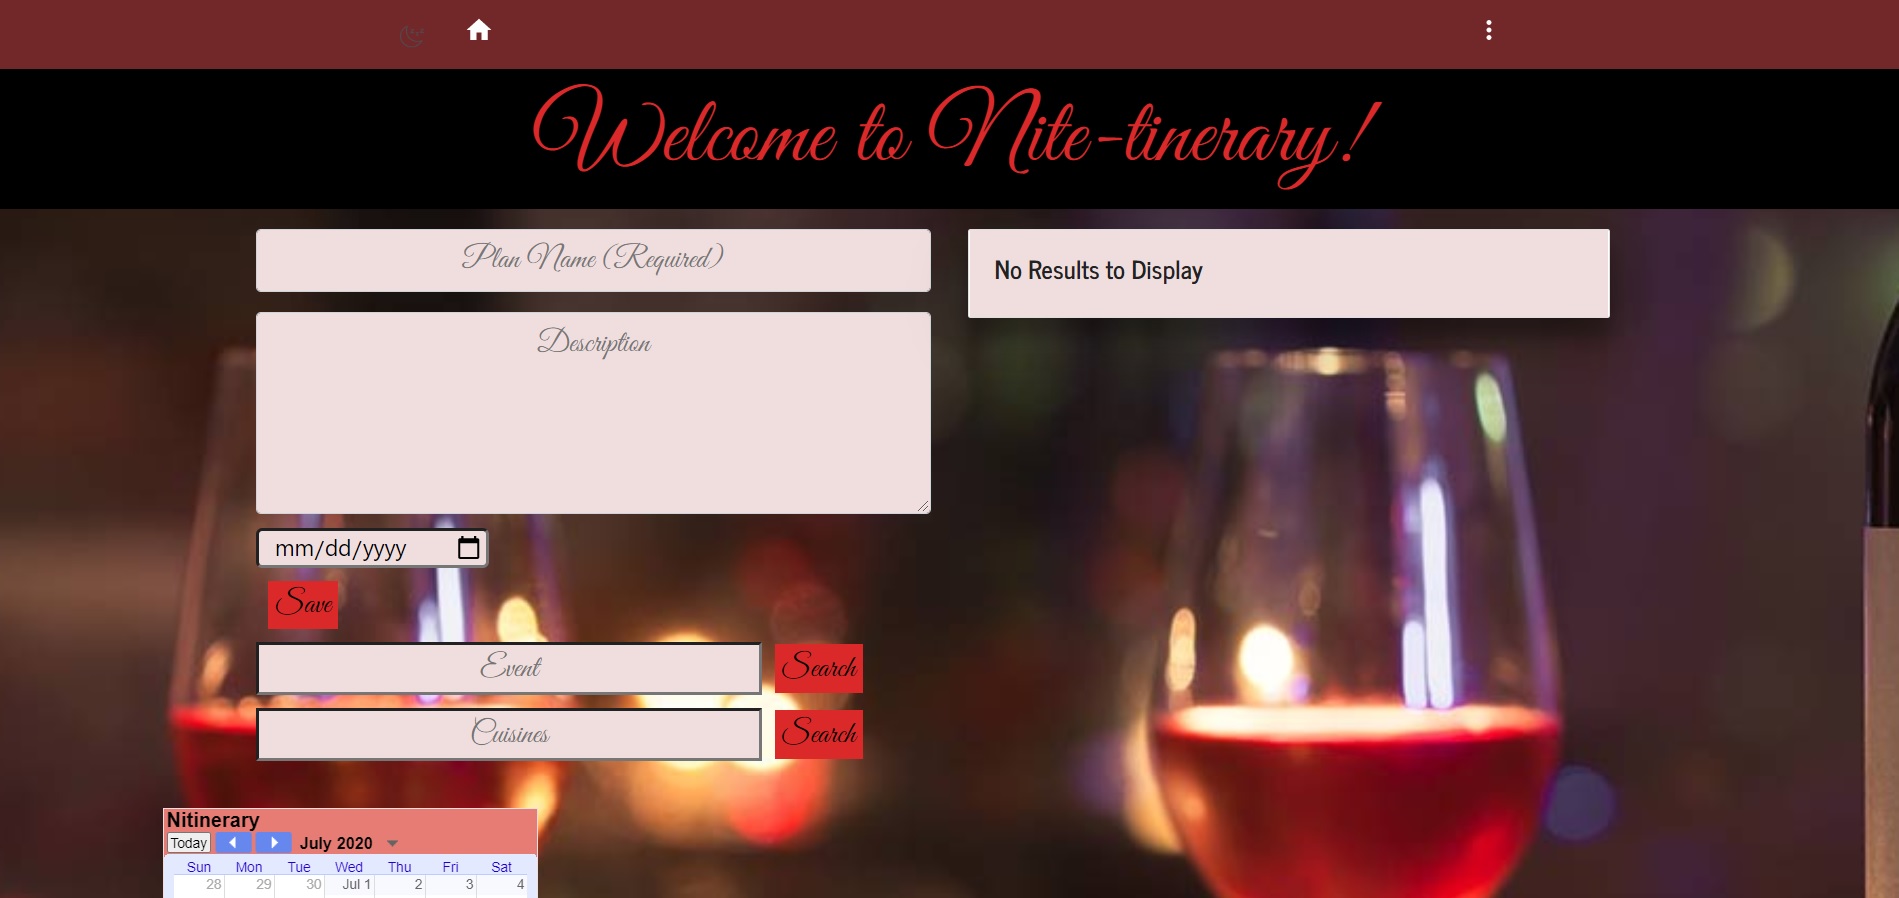 Welcome to Nite-tinerary!
Plan Name (Required)
No Results to Display
Description
mm/dd/yyyy
Save
Event
Search
Cuisines
Search
Nitinerary
Today
July 2020
Sun Mon Tue Wed Thu Fri Sat
28 29 30 Jul 1 2 3 4